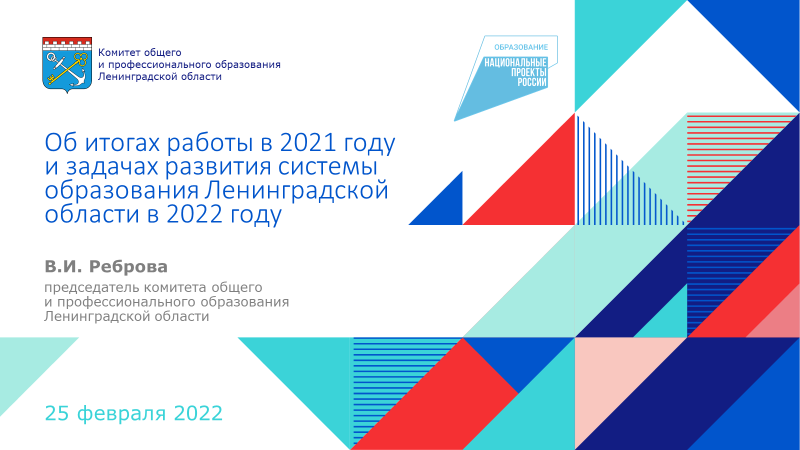 Комитет общего
и профессионального образования
Ленинградской области
ОБРАЗОВАНИЕ
НАЦИОНАЛЬНЫЕ
ПРОЕКТЫ
РОССИИ
Об итогах работы в 2021 году
и задачах развития системы
образования Ленинградской
области в 2022 году
В.И. Реброва
председатель комитета общего
и профессионального образования
Ленинградской области
25 февраля 2022